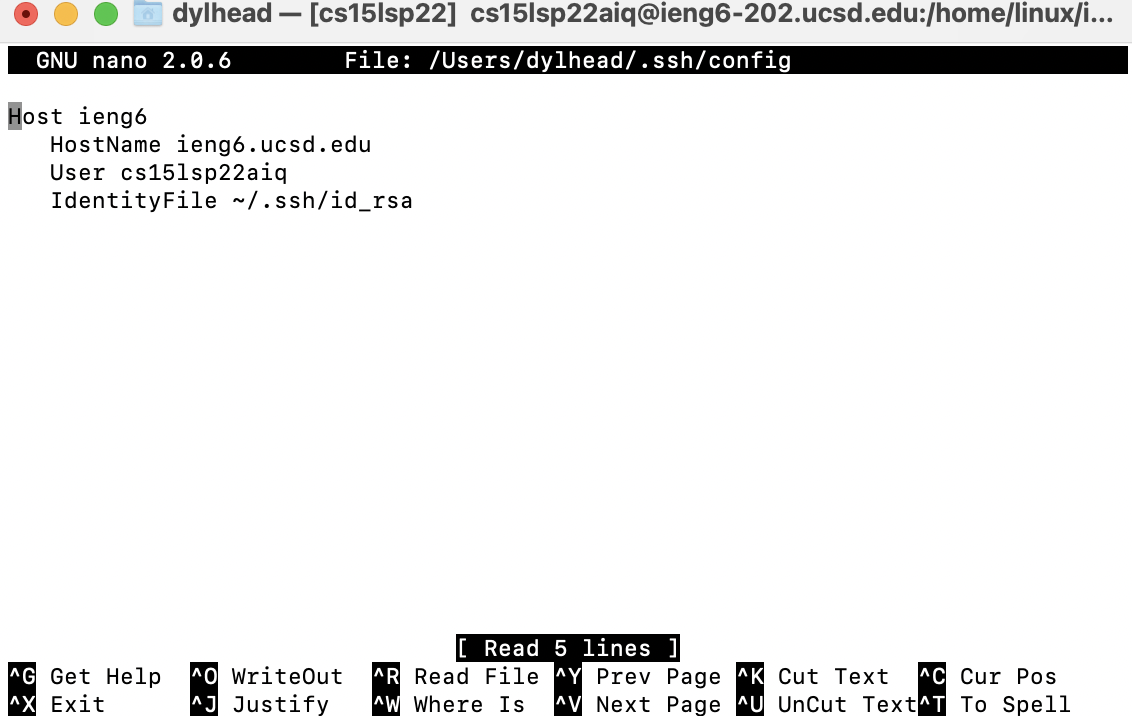 dylhead — [cs15lsp22] cs15lsp22aiq@ieng6-202.ucsd.edu:/home/linux/i...
GNU nano 2.0.6 File: /Users/dylhead/.ssh/config
Host ieng6
HostName ieng6.ucsd.edu
User cs15lsp22aiq
IdentityFile ~/.ssh/id_rsa
[ Read 5 lines ]
^G Get Help ^O WriteOut ^R Read File ^Y Prev Page ^K Cut Text ^C Cur Pos
^X Exit ^J Justify ^W Where Is ^V Next Page ^U UnCut Text ^T To Spell